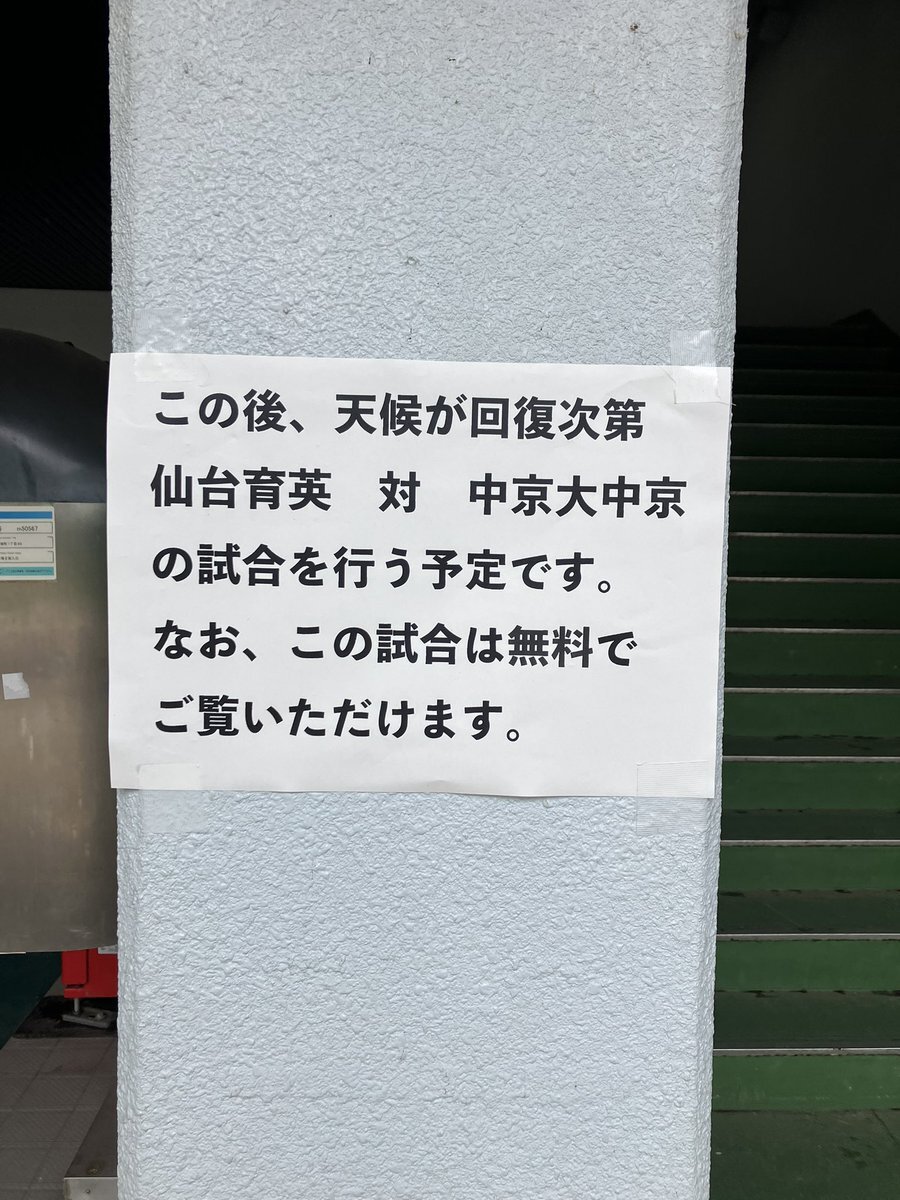 この後、天候が回復次第
仙台育英　対　中京大中京
の試合を行う予定です。
なお、この試合は無料で
ご覧いただけます。